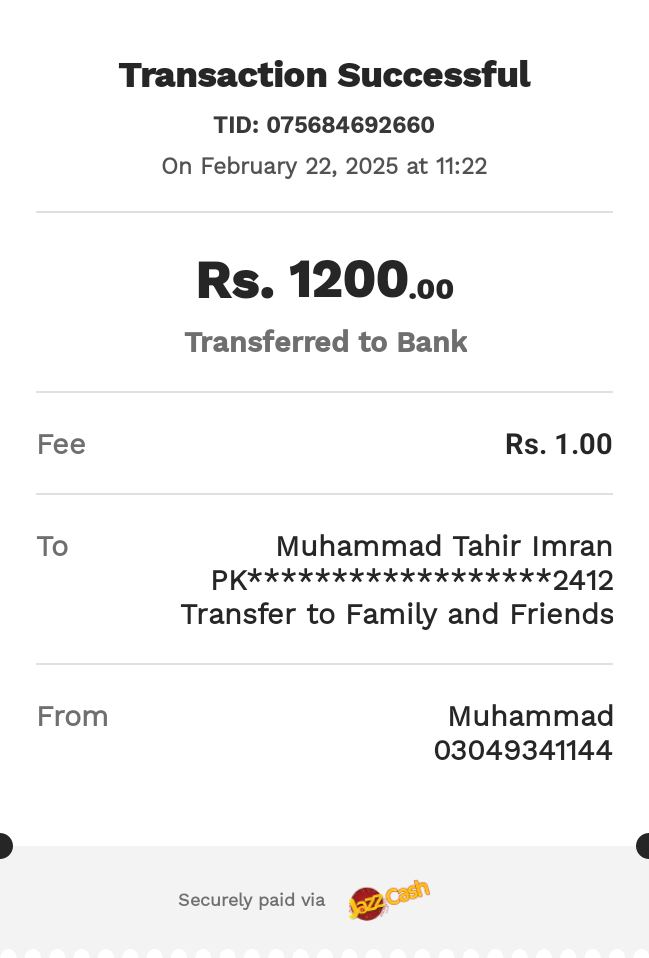 Transaction Successful
TID: 075684692660
On February 22, 2025 at 11:22
Rs. 1200.00
Transferred to Bank
Fee Rs. 1.00
To Muhammad Tahir Imran
PK******************2412
Transfer to Family and Friends
From Muhammad
03049341144
Securely paid via JazzCash